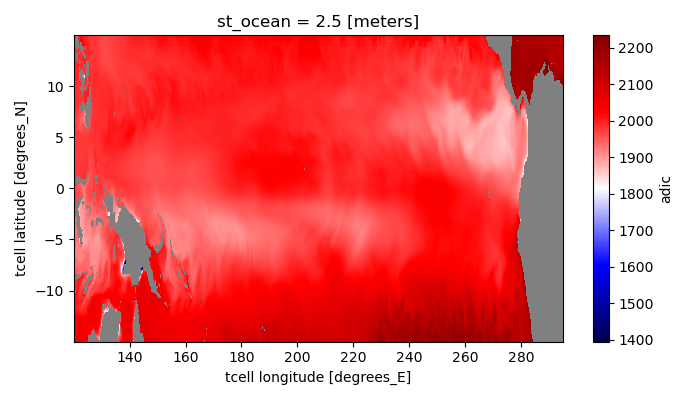 st_ocean = 2.5 [meters]
10
5
0
−5
−10
tcell latitude [degrees_N]
140 160 180 200 220 240 260 280
tcell longitude [degrees_E]
2200
2100
2000
1900
1800
1700
1600
1500
1400
adic